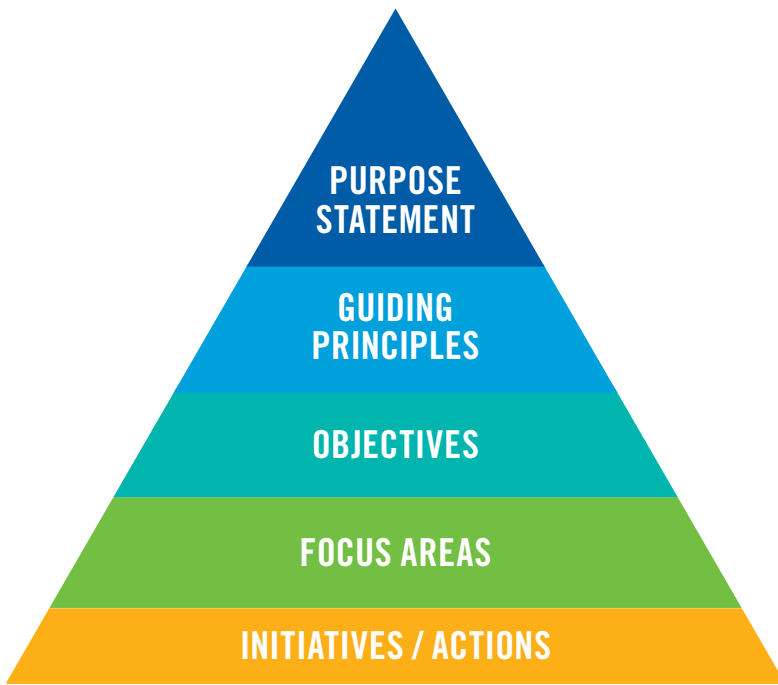 PURPOSE
STATEMENT
GUIDING
PRINCIPLES
OBJECTIVES
FOCUS AREAS
INITIATIVES / ACTIONS